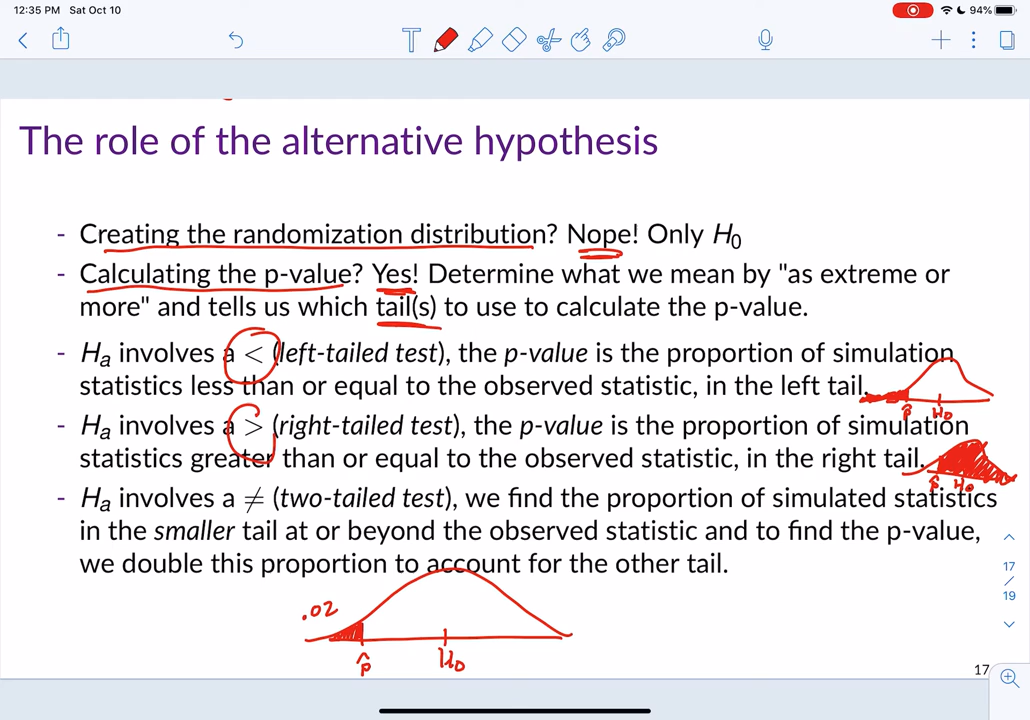 12:35 PM Sat Oct 10
94%
The role of the alternative hypothesis
- Creating the randomization distribution? Nope! Only H₀
- Calculating the p-value? Yes! Determine what we mean by "as extreme or
more" and tells us which tail(s) to use to calculate the p-value.
- Hₐ involves a < (left-tailed test), the p-value is the proportion of simulation
statistics less than or equal to the observed statistic, in the left tail.
p̂ H₀
- Hₐ involves a > (right-tailed test), the p-value is the proportion of simulation
statistics greater than or equal to the observed statistic, in the right tail.
p̂ H₀
- Hₐ involves a ≠ (two-tailed test), we find the proportion of simulated statistics
in the smaller tail at or beyond the observed statistic and to find the p-value,
we double this proportion to account for the other tail.
.02
p̂ H₀
17
/
19
17